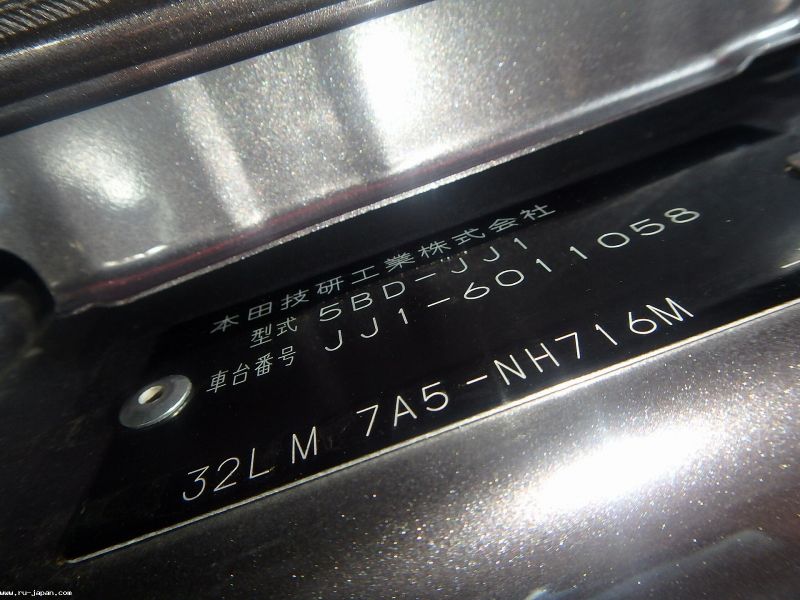 本田技研工業株式会社
型式 5BD-JJ1
車台番号 JJ1-6011058
32L M 7A5-NH716M
www.ru-japan.com